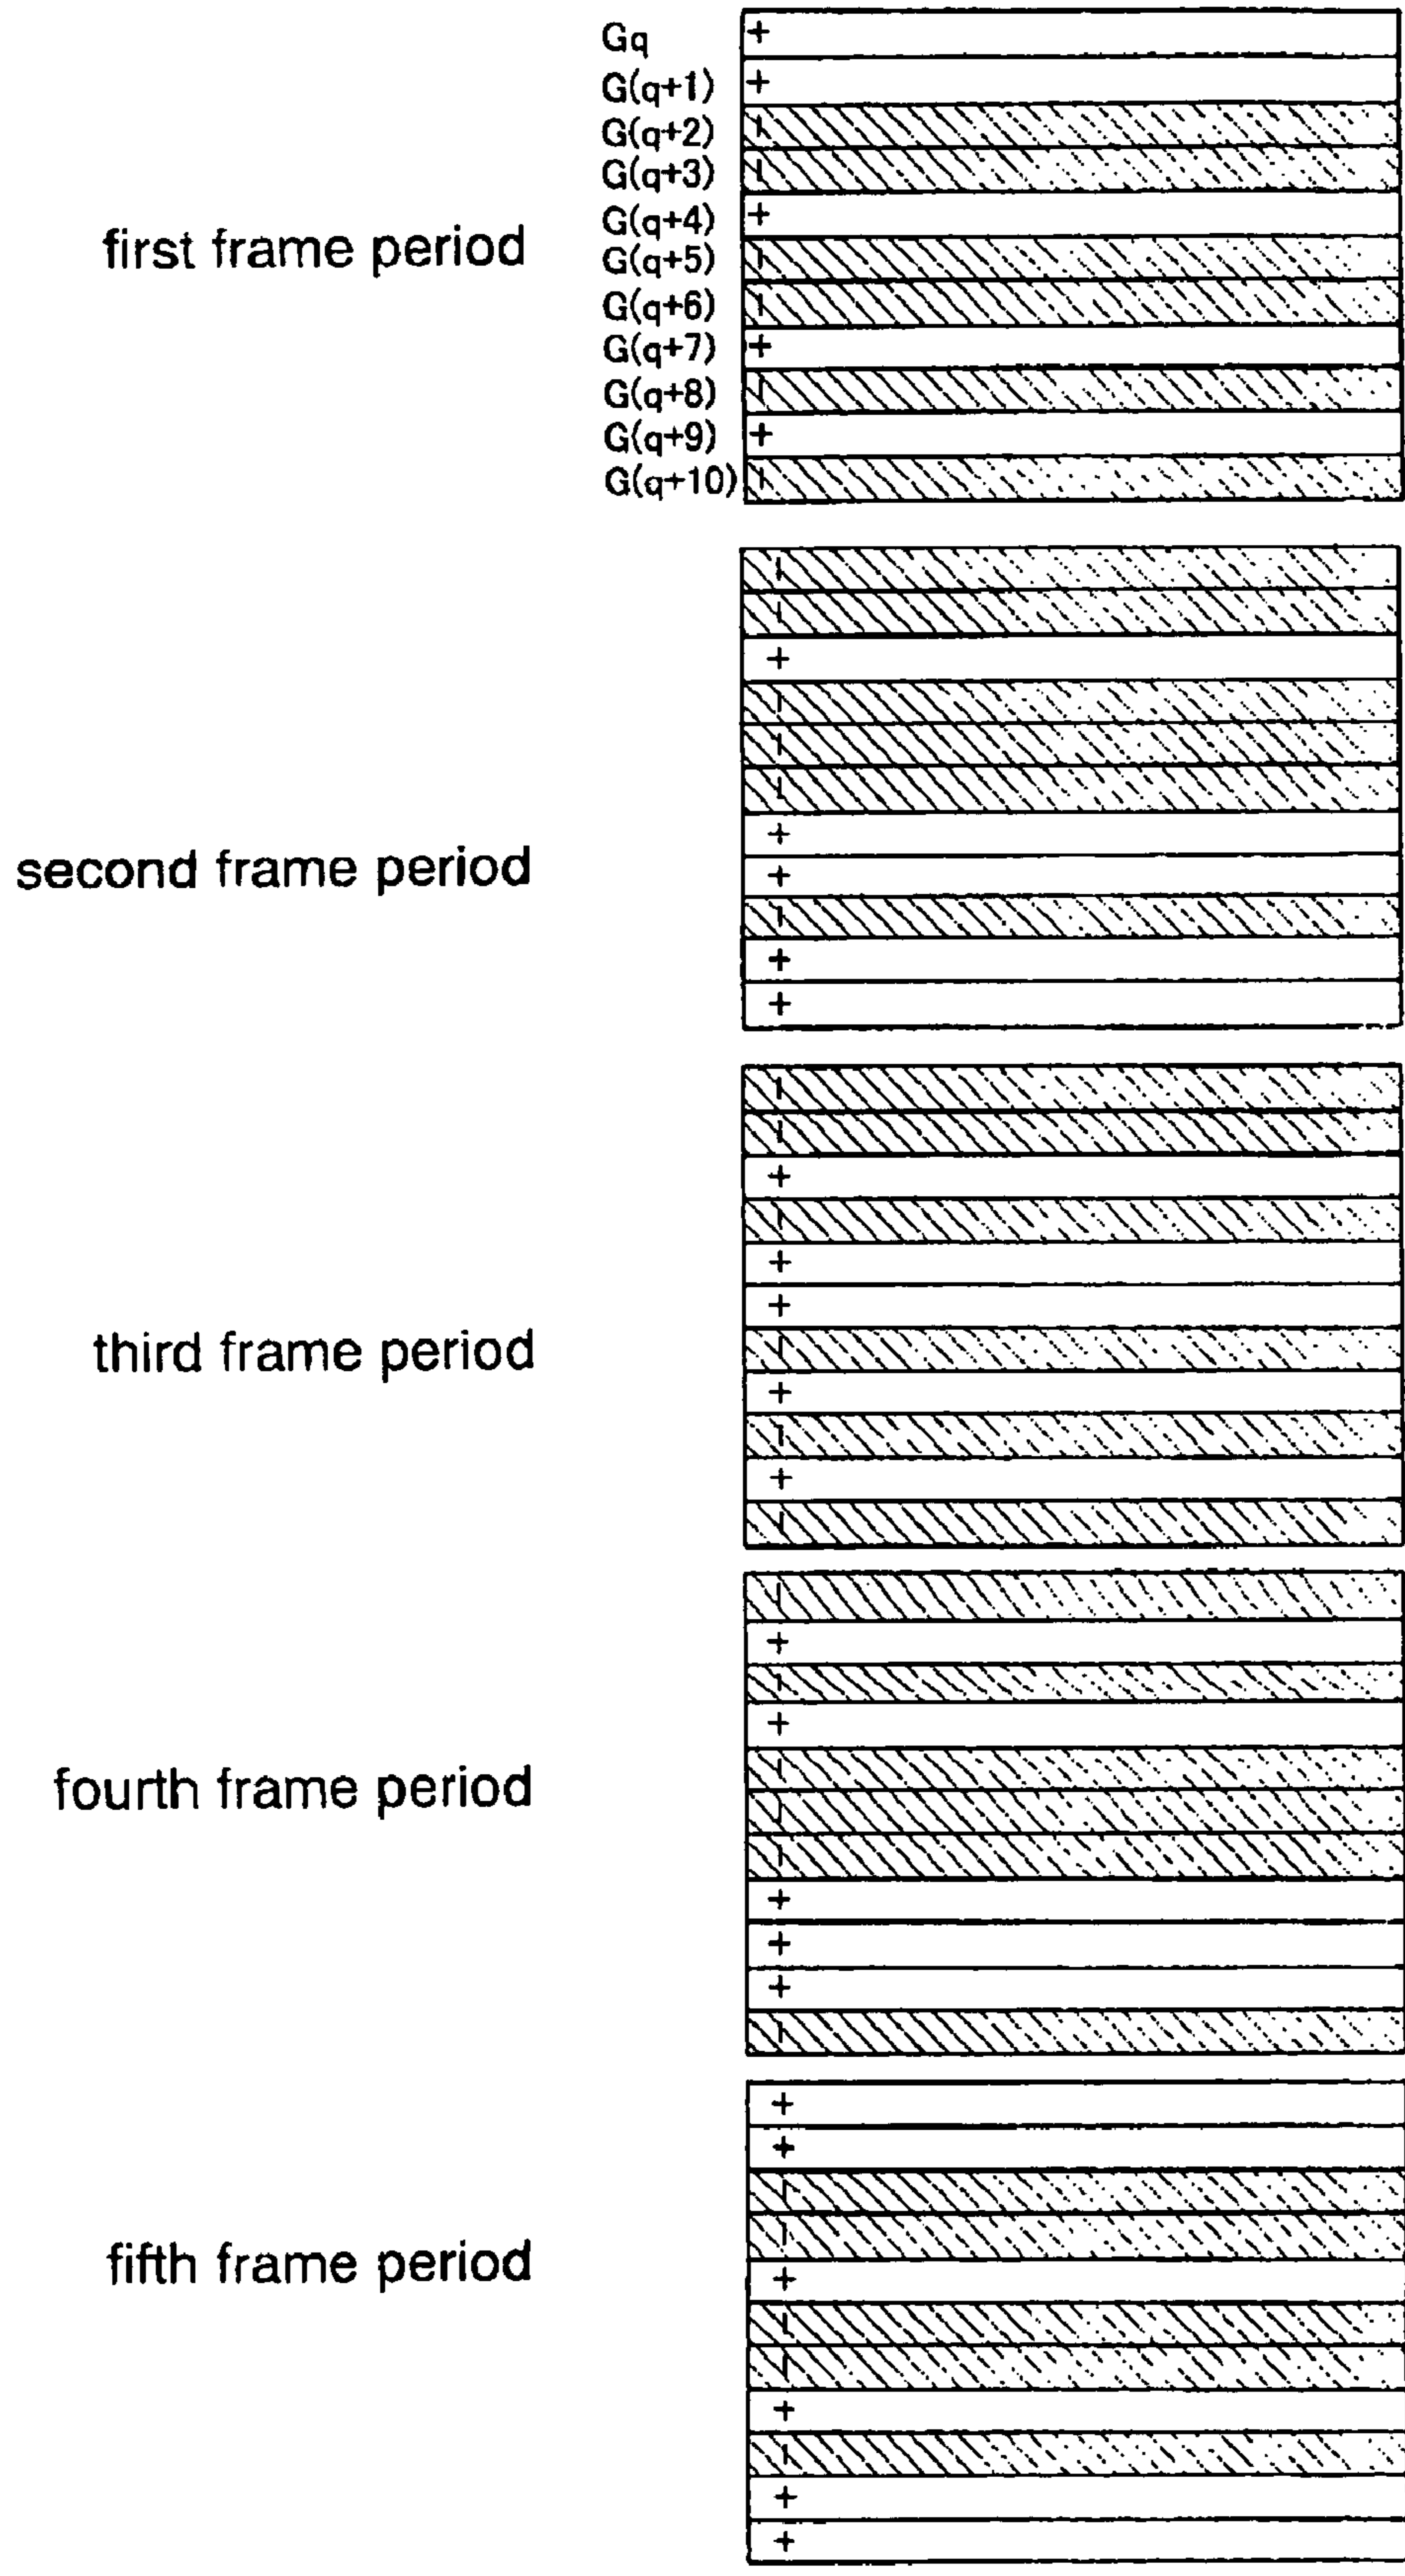 Gq +
G(q+1) +
G(q+2) |
G(q+3) |
G(q+4) +
first frame period
G(q+5) |
G(q+6) |
G(q+7) +
G(q+8) |
G(q+9) +
G(q+10) |
|
|
+
|
|
|
+
second frame period
+
|
+
+
|
|
+
|
+
+
third frame period
|
+
|
+
|
|
+
|
+
|
fourth frame period
|
|
+
+
+
|
+
+
|
|
fifth frame period
+
|
|
+
|
+
+